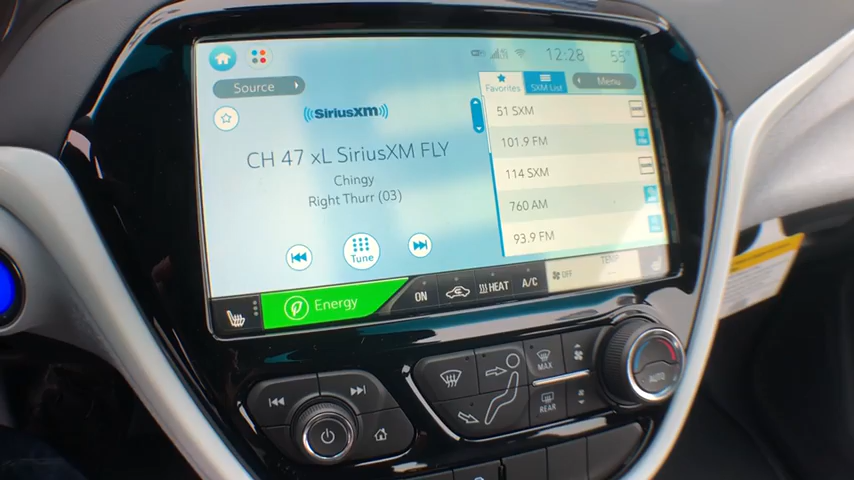 12:28 55°
Source
Favorites
SXM List
Menu
SiriusXM
CH 47 xL SiriusXM FLY
Chingy
Right Thurr (03)
Tune
51 SXM
101.9 FM
114 SXM
760 AM
93.9 FM
Energy
ON
HEAT
A/C
OFF
TEMP
MAX
REAR
AUTO